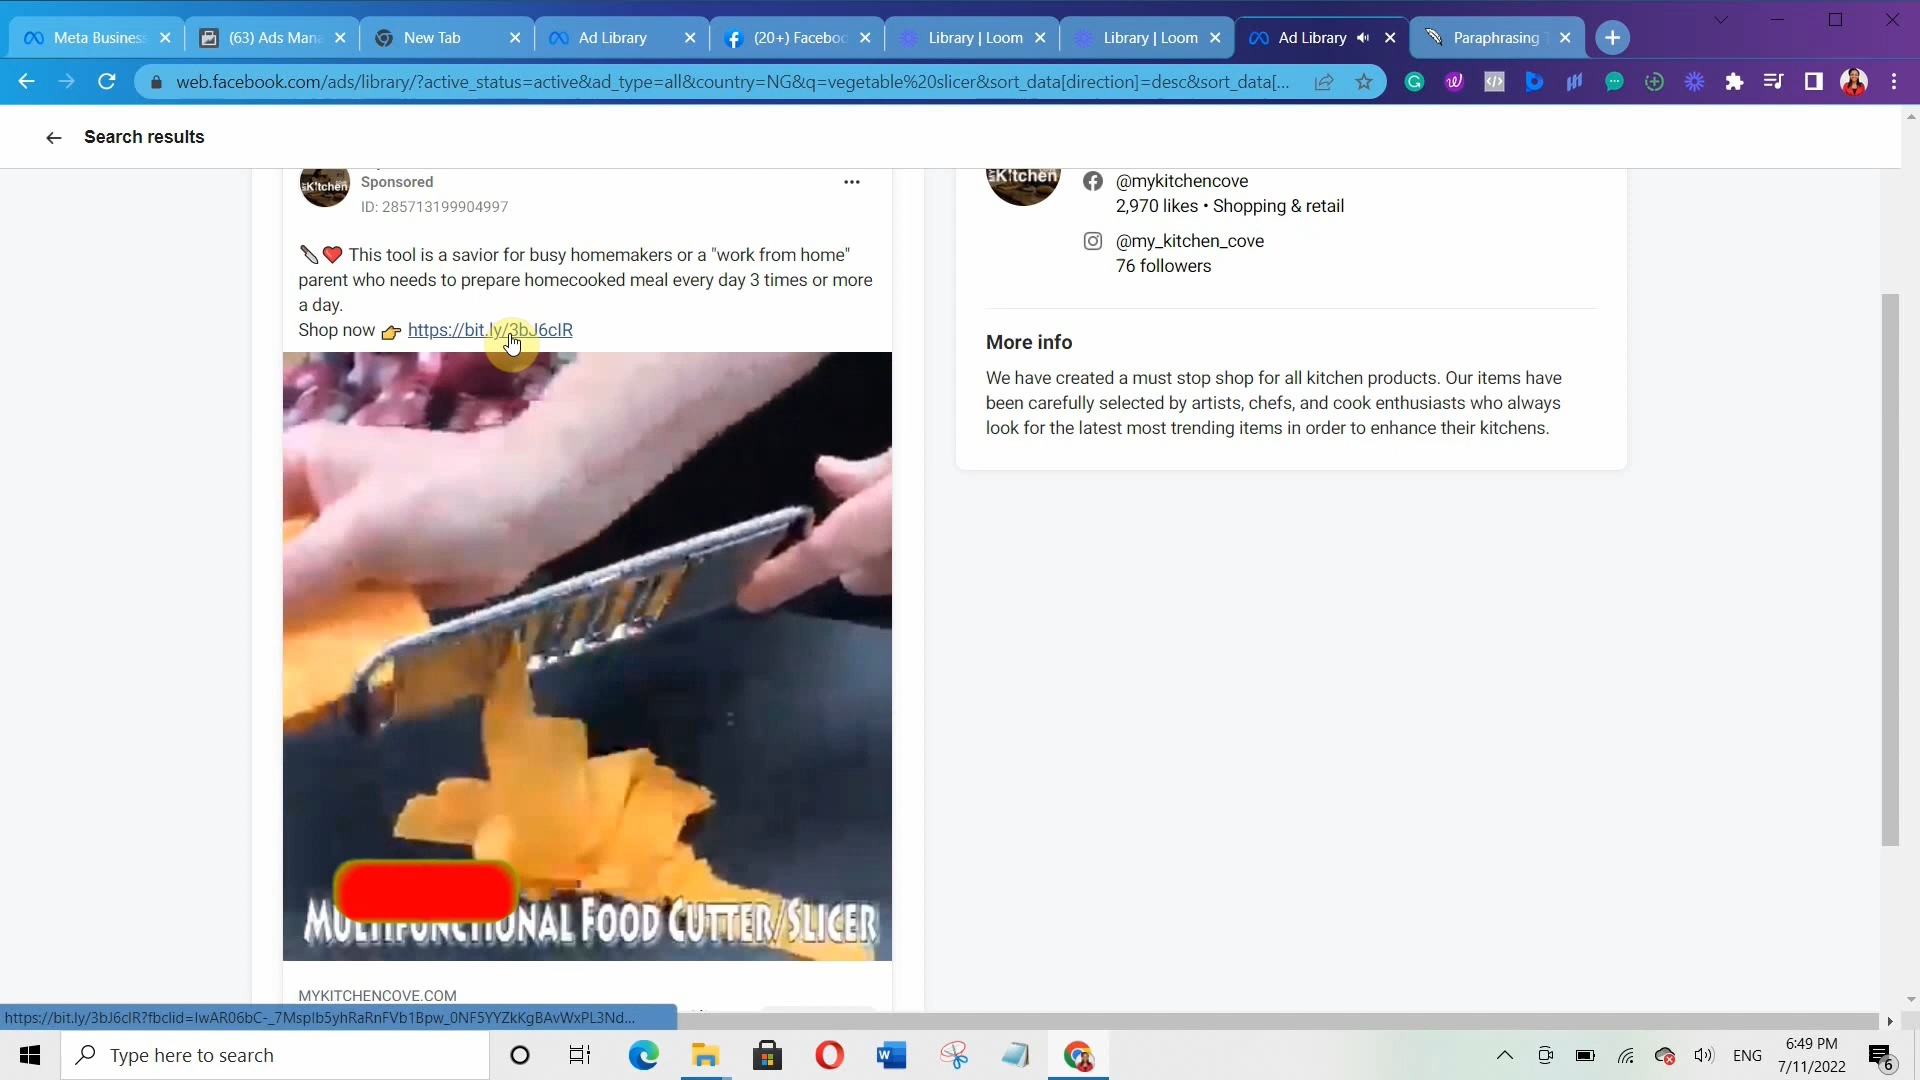 Meta Business
(63) Ads Mana
New Tab
Ad Library
(20+) Faceboo
Library | Loom
Library | Loom
Ad Library
Paraphrasing T
web.facebook.com/ads/library/?active_status=active&ad_type=all&country=NG&q=vegetable%20slicer&sort_data[direction]=desc&sort_data[...
Search results
K!tchen
Sponsored
ID: 285713199904997
🔪❤️ This tool is a savior for busy homemakers or a "work from home"
parent who needs to prepare homecooked meal every day 3 times or more
a day.
Shop now 👉 https://bit.ly/3bJ6clR
K!tchen
@mykitchencove
2,970 likes • Shopping & retail
@my_kitchen_cove
76 followers
More info
We have created a must stop shop for all kitchen products. Our items have
been carefully selected by artists, chefs, and cook enthusiasts who always
look for the latest most trending items in order to enhance their kitchens.
MULTIFUNCTIONAL FOOD CUTTER/SLICER
MYKITCHENCOVE.COM
https://bit.ly/3bJ6clR?fbclid=IwAR06bC-_7Msplb5yhRaRnFVb1Bpw_0NF5YYZkKgBAvWxPL3Nd...
Type here to search
ENG
6:49 PM
7/11/2022
6